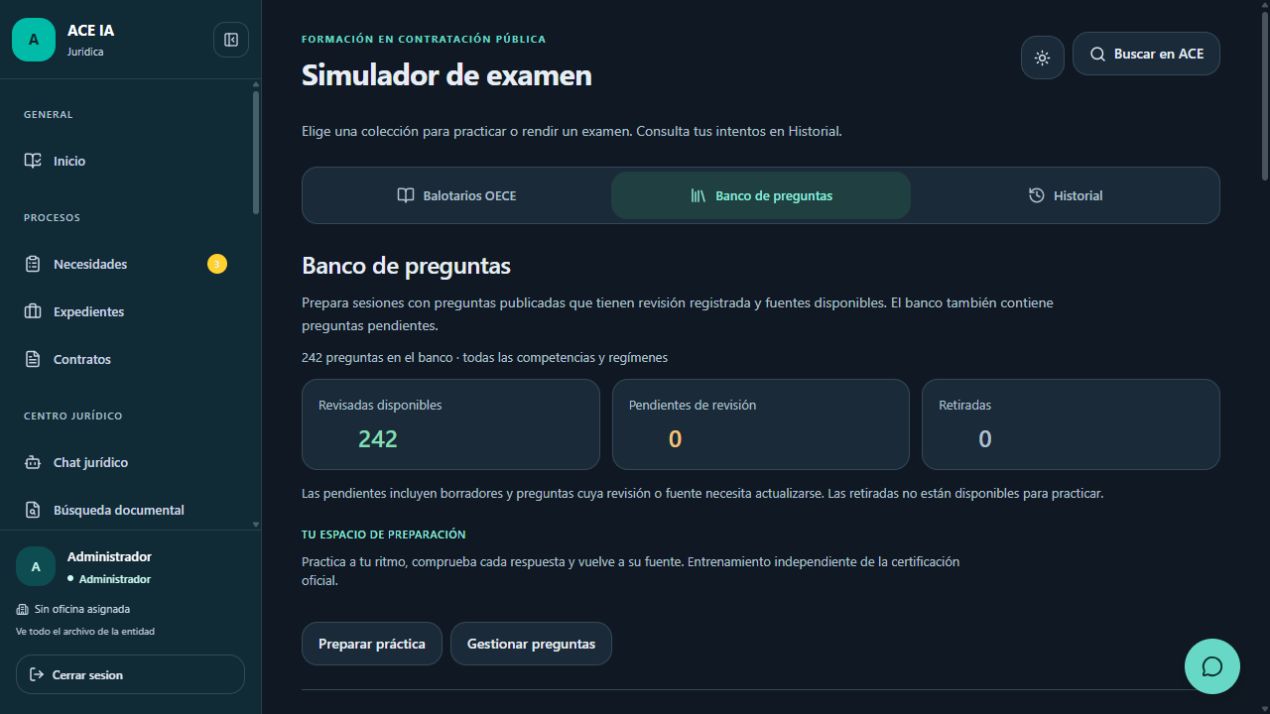 A
ACE IA
Juridica
GENERAL
Inicio
PROCESOS
Necesidades
3
Expedientes
Contratos
CENTRO JURÍDICO
Chat jurídico
Búsqueda documental
A
Administrador
Administrador
Sin oficina asignada
Ve todo el archivo de la entidad
Cerrar sesion
FORMACIÓN EN CONTRATACIÓN PÚBLICA
Simulador de examen
Buscar en ACE
Elige una colección para practicar o rendir un examen. Consulta tus intentos en Historial.
Balotarios OECE
Banco de preguntas
Historial
Banco de preguntas
Prepara sesiones con preguntas publicadas que tienen revisión registrada y fuentes disponibles. El banco también contiene
preguntas pendientes.
242 preguntas en el banco · todas las competencias y regímenes
Revisadas disponibles
242
Pendientes de revisión
0
Retiradas
0
Las pendientes incluyen borradores y preguntas cuya revisión o fuente necesita actualizarse. Las retiradas no están disponibles para practicar.
TU ESPACIO DE PREPARACIÓN
Practica a tu ritmo, comprueba cada respuesta y vuelve a su fuente. Entrenamiento independiente de la certificación
oficial.
Preparar práctica
Gestionar preguntas